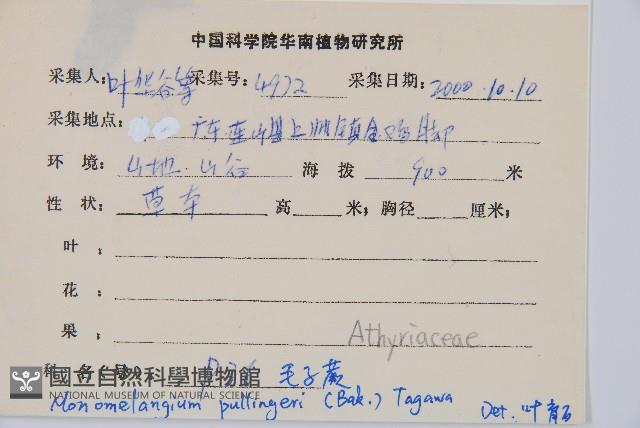 中国科学院华南植物研究所
采集人：叶华谷等 采集号：4972 采集日期：2000.10.10
采集地点： 广东.连山县上帅镇金鸡
环 境：山地.山谷 海 拔 900 米
性 状：草本 高 米；胸径 厘米；
叶 ：
花 ：
果 ：
Athyriaceae
毛子蕨
國立自然科學博物館
NATIONAL MUSEUM OF NATURAL SCIENCE
Monomelangium pullingeri (Bak.) Tagawa Det. 叶育石